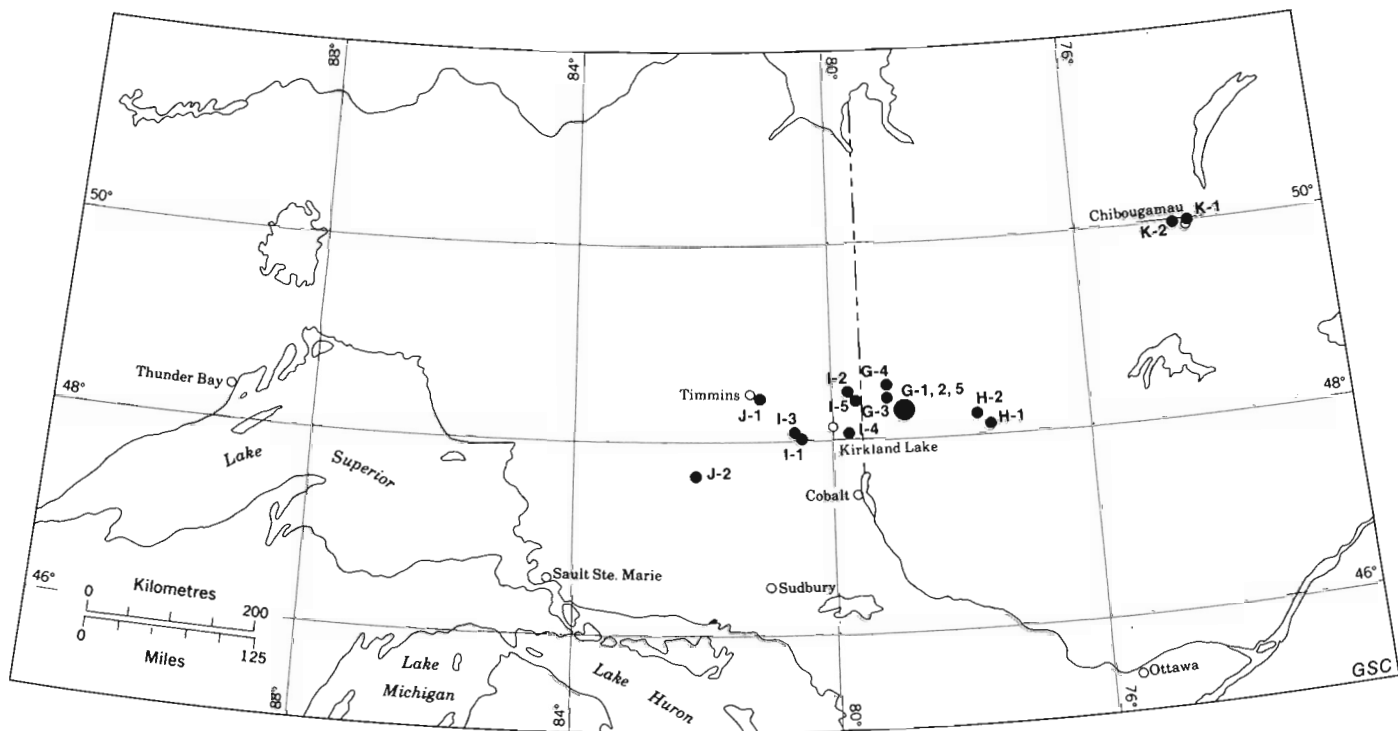 88°
84°
80°
76°
50°
50°
Chibougamau
K-1
K-2
Thunder Bay
48°
48°
Timmins
J-1
I-2
G-4
I-5
G-3
G-1, 2, 5
H-2
H-1
I-3
I-1
I-4
Kirkland Lake
Lake Superior
J-2
Cobalt
46°
46°
Sault Ste. Marie
Sudbury
0 Kilometres 200
0 Miles 125
Lake
Michigan
Lake Huron
Ottawa
GSC
88°
84°
80°
76°